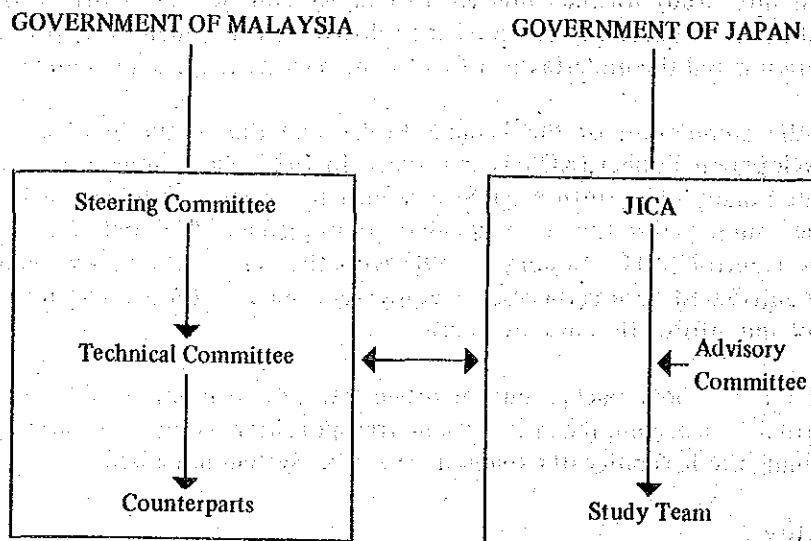 GOVERNMENT OF MALAYSIA
GOVERNMENT OF JAPAN
Steering Committee
Technical Committee
Counterparts
JICA
Advisory
Committee
Study Team